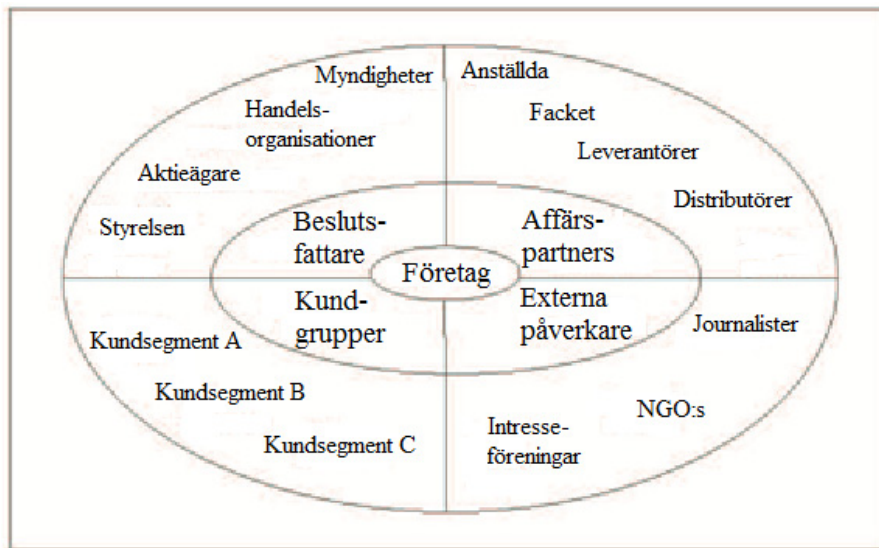 Myndigheter
Handels-
organisationer
Aktieägare
Styrelsen
Besluts-
fattare
Anställda
Facket
Leverantörer
Distributörer
Affärs-
partners
Företag
Kund-
grupper
Kundsegment A
Kundsegment B
Kundsegment C
Externa
påverkare
Journalister
NGO:s
Intresse-
föreningar